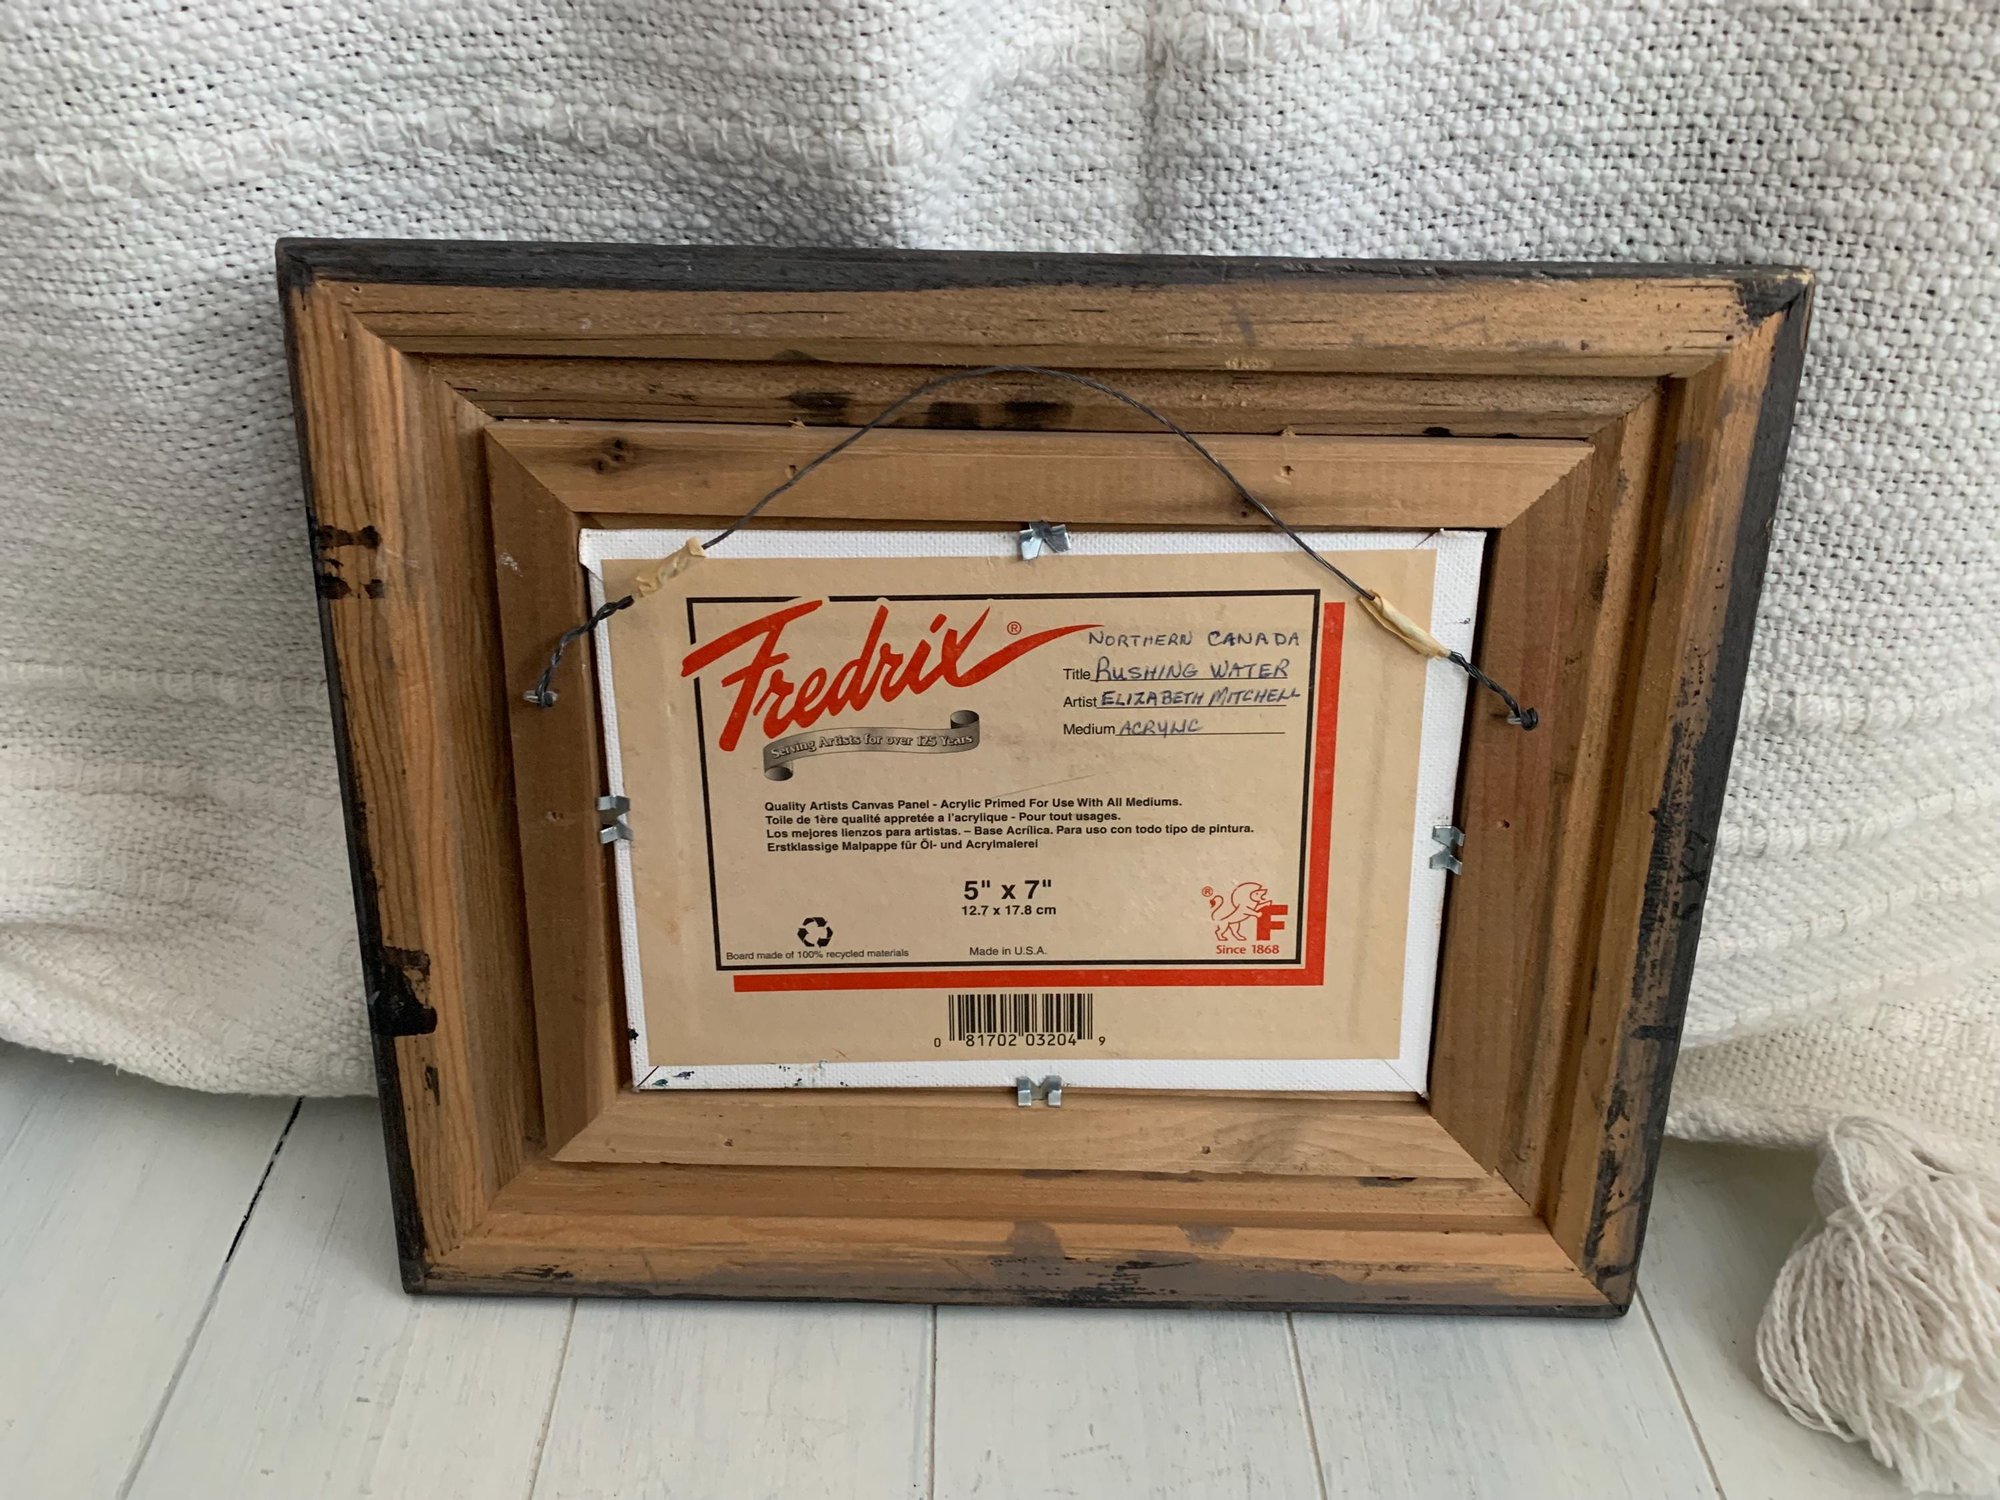 Fredrix®
Serving Artists for over 125 Years
NORTHERN CANADA
Title RUSHING WATER
Artist ELIZABETH MITCHELL
Medium ACRYLIC
Quality Artists Canvas Panel - Acrylic Primed For Use With All Mediums.
Toile de 1ère qualité appretée a l'acrylique - Pour tout usages.
Los mejores lienzos para artistas. – Base Acrílica. Para uso con todo tipo de pintura.
Erstklassige Malpappe für Öl- und Acrylmalerei
5" x 7"
12.7 x 17.8 cm
Board made of 100% recycled materials
Made in U.S.A.
® F
Since 1868
0 81702 03204 9